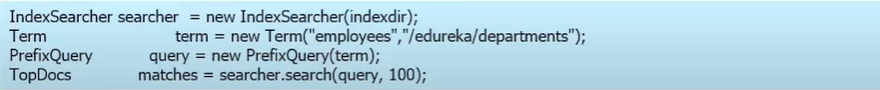 IndexSearcher searcher = new IndexSearcher(indexdir);
Term term = new Term("employees","/edureka/departments");
PrefixQuery query = new PrefixQuery(term);
TopDocs matches = searcher.search(query, 100);